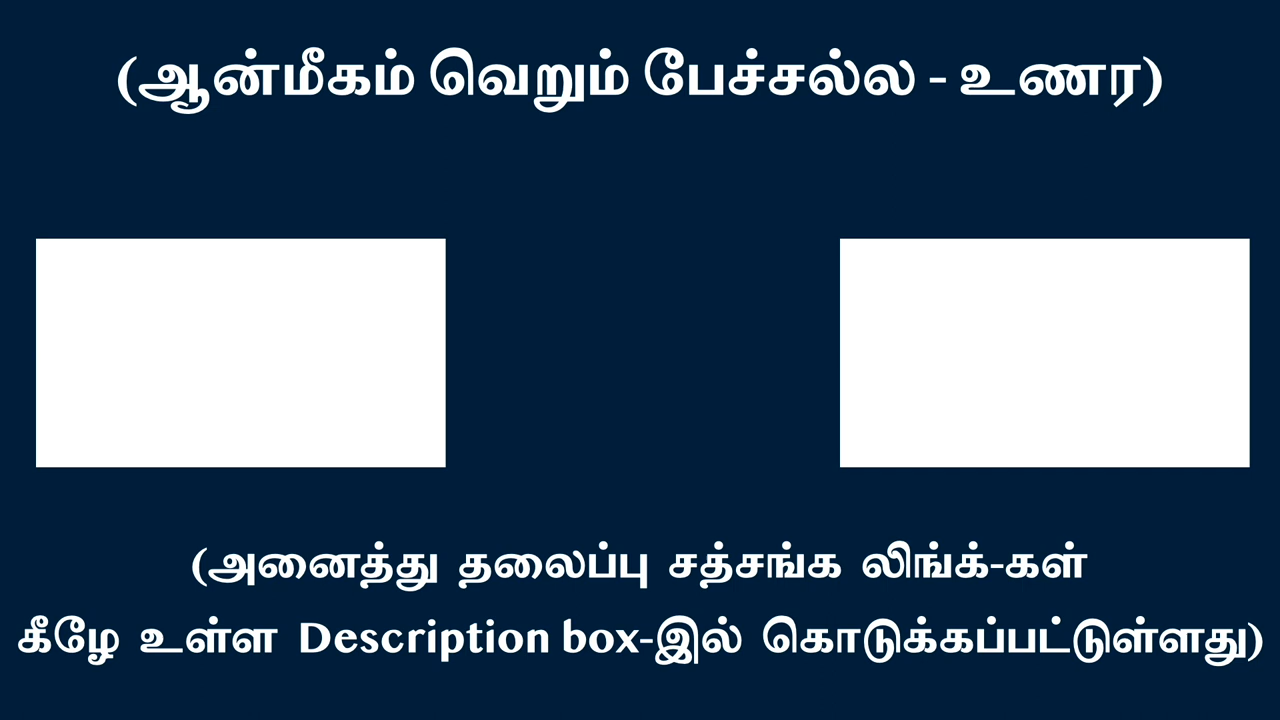 (ஆன்மீகம் வெறும் பேச்சல்ல - உணர)
(அனைத்து தலைப்பு சத்சங்க லிங்க்-கள்
கீழே உள்ள Description box-இல் கொடுக்கப்பட்டுள்ளது)